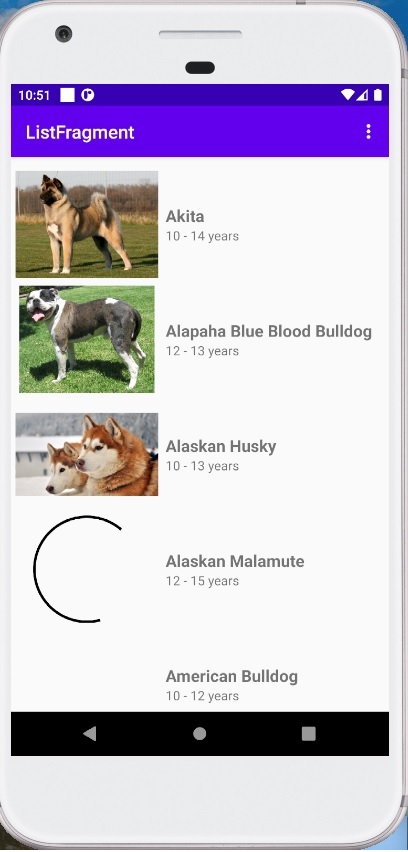 10:51
ListFragment
Akita
10 - 14 years
Alapaha Blue Blood Bulldog
12 - 13 years
Alaskan Husky
10 - 13 years
Alaskan Malamute
12 - 15 years
American Bulldog
10 - 12 years